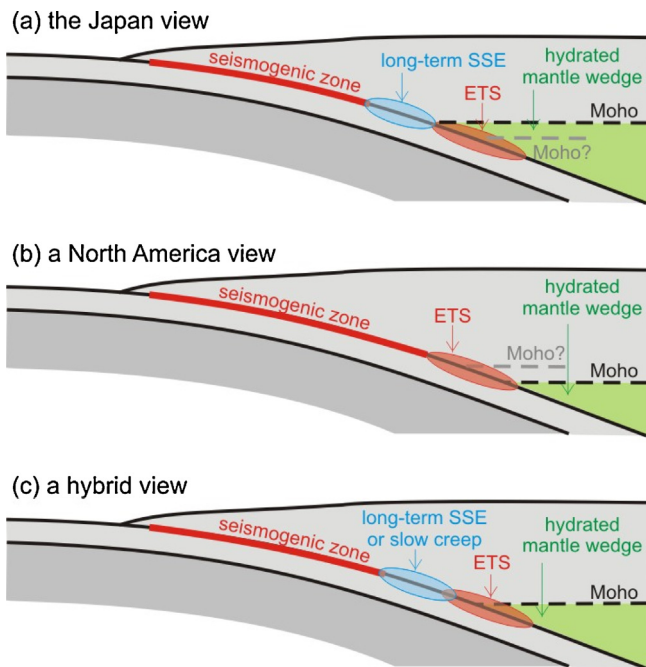 (a) the Japan view
long-term SSE
hydrated
mantle wedge
seismogenic zone
ETS
Moho
Moho?
(b) a North America view
hydrated
mantle wedge
seismogenic zone
ETS
Moho?
Moho
(c) a hybrid view
long-term SSE
or slow creep
hydrated
mantle wedge
seismogenic zone
ETS
Moho